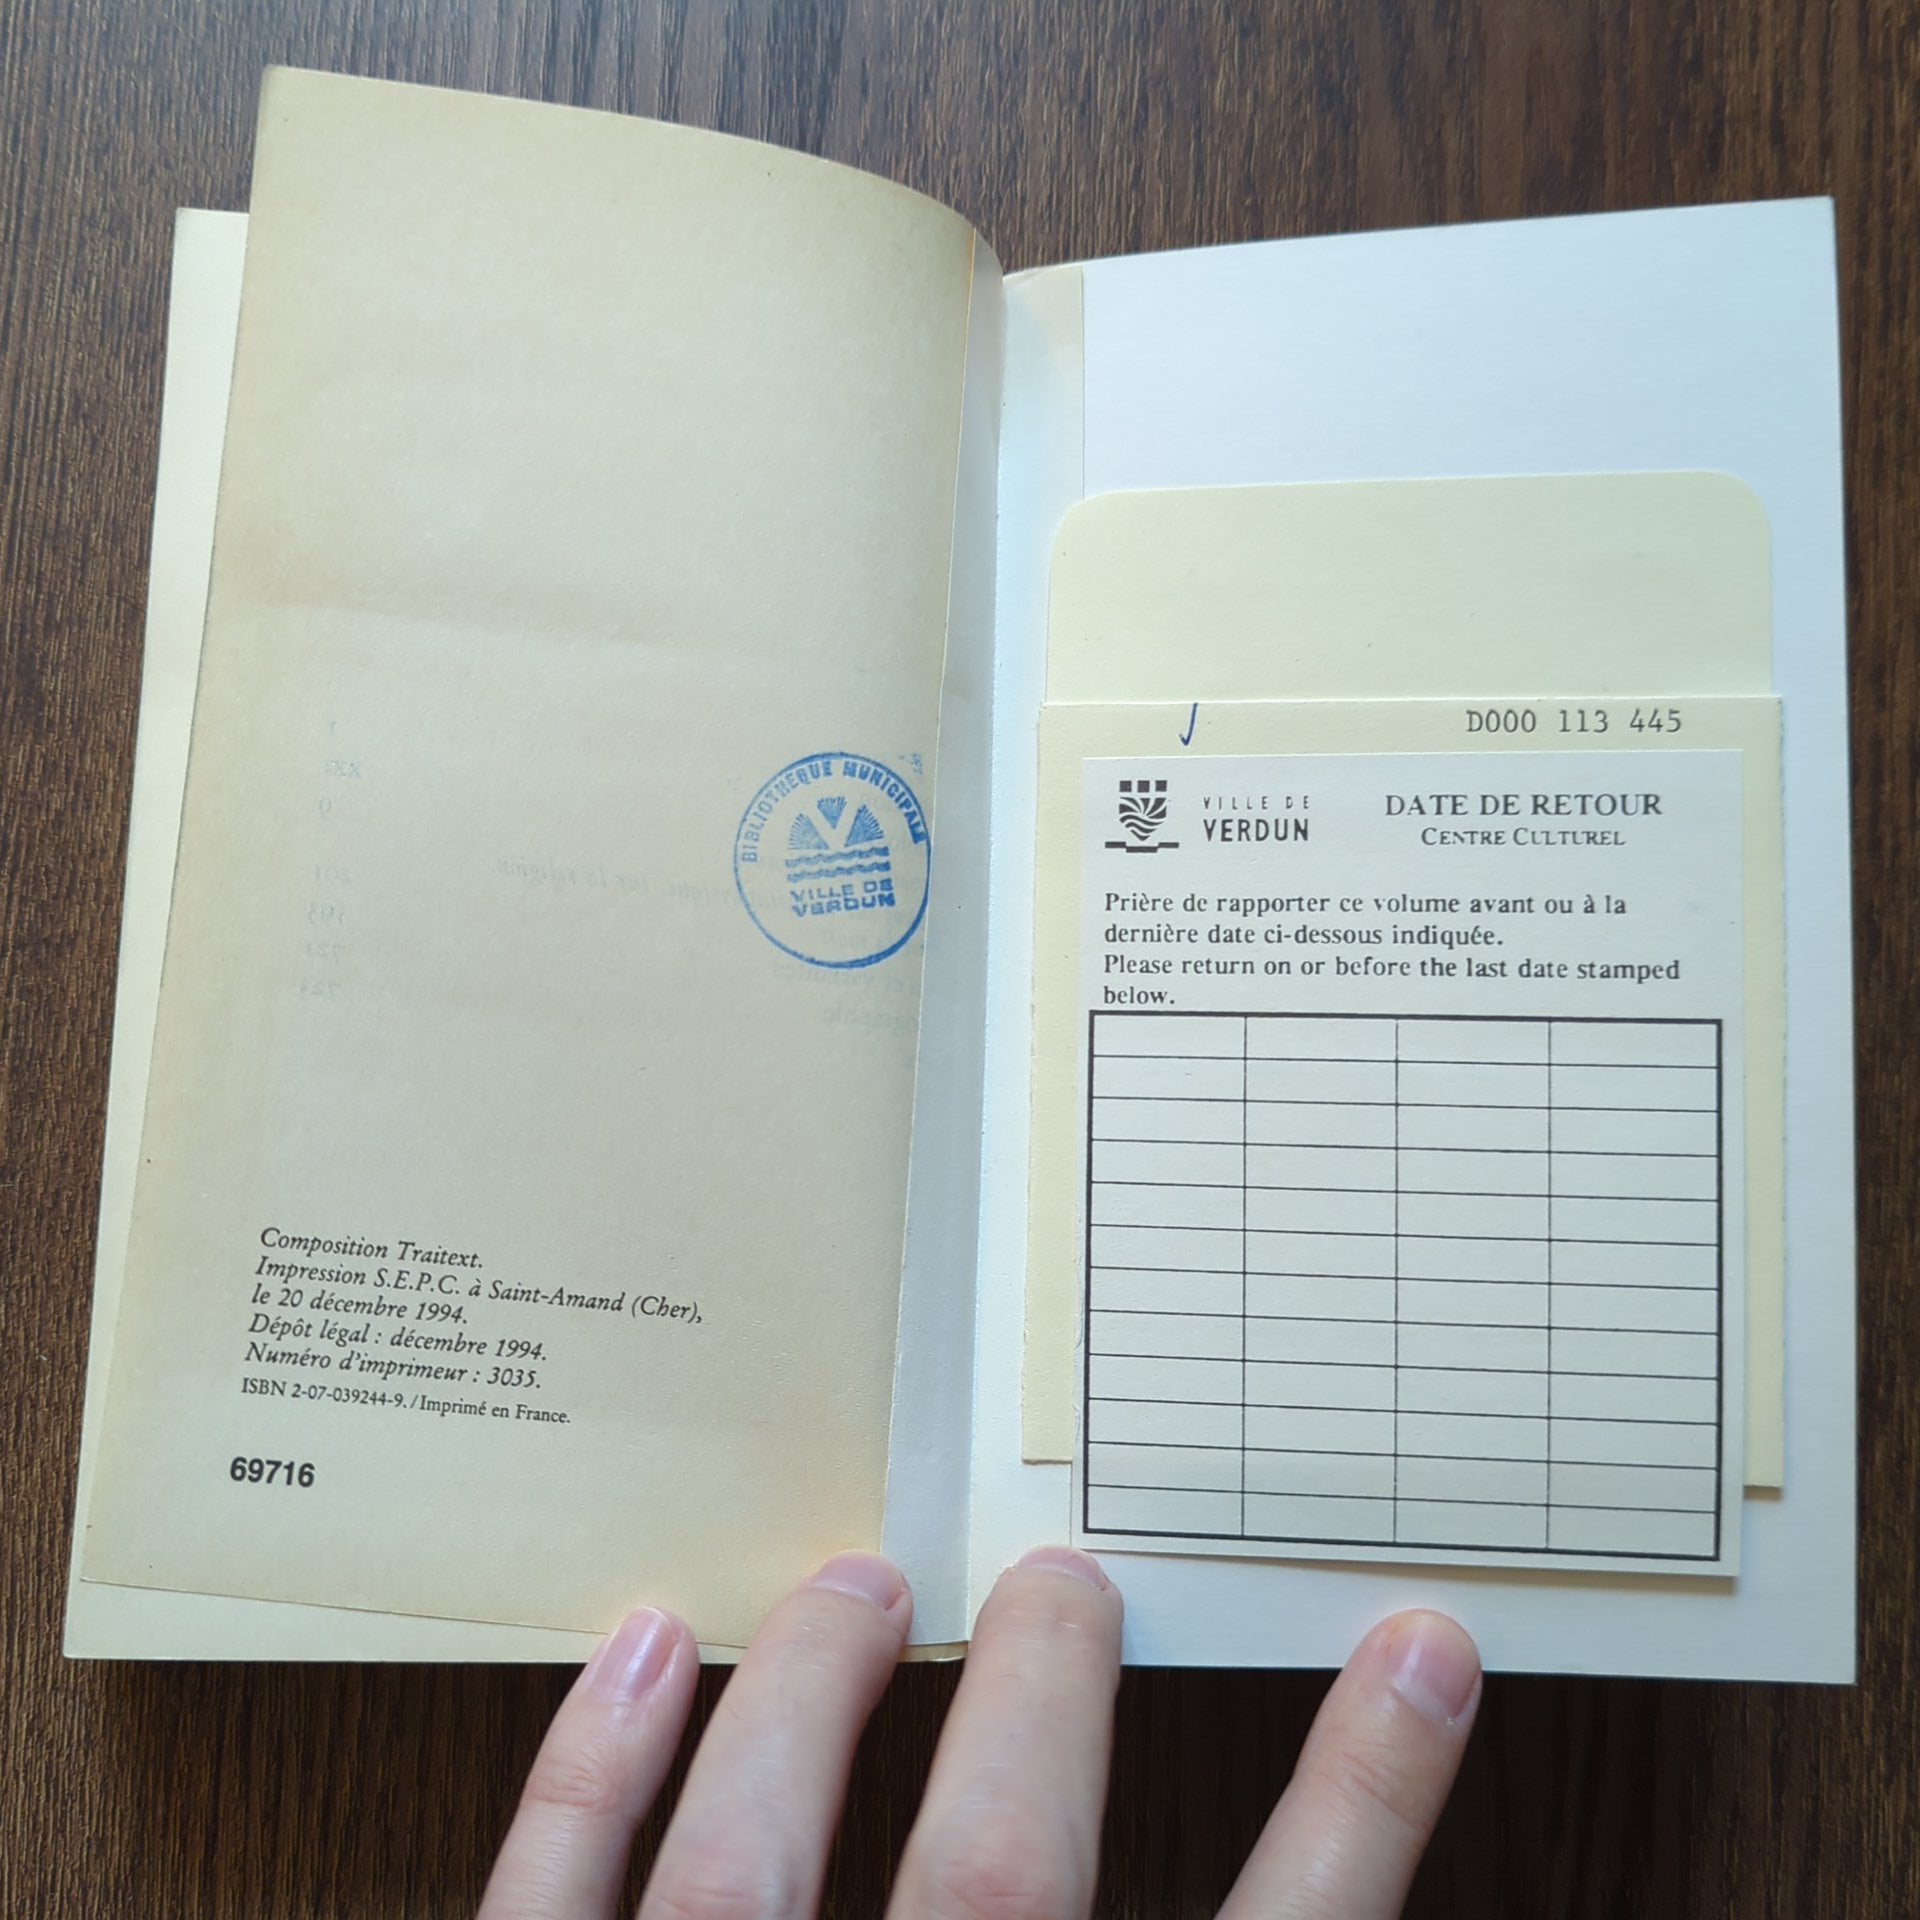 BIBLIOTHEQUE MUNICIPALE
VILLE DE
VERDUN
Composition Traitext.
Impression S.E.P.C. à Saint-Amand (Cher),
le 20 décembre 1994.
Dépôt légal : décembre 1994.
Numéro d'imprimeur : 3035.
ISBN 2-07-039244-9./Imprimé en France.
69716
D000 113 445
VILLE DE
VERDUN
DATE DE RETOUR
CENTRE CULTUREL
Prière de rapporter ce volume avant ou à la
dernière date ci-dessous indiquée.
Please return on or before the last date stamped
below.